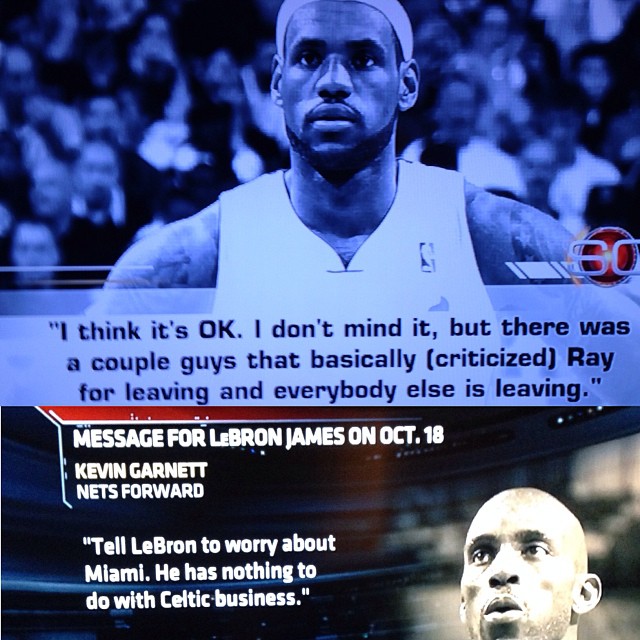 "I think it's OK. I don't mind it, but there was
a couple guys that basically (criticized) Ray
for leaving and everybody else is leaving."
MESSAGE FOR LeBRON JAMES ON OCT. 18
KEVIN GARNETT
NETS FORWARD
"Tell LeBron to worry about
Miami. He has nothing to
do with Celtic business."